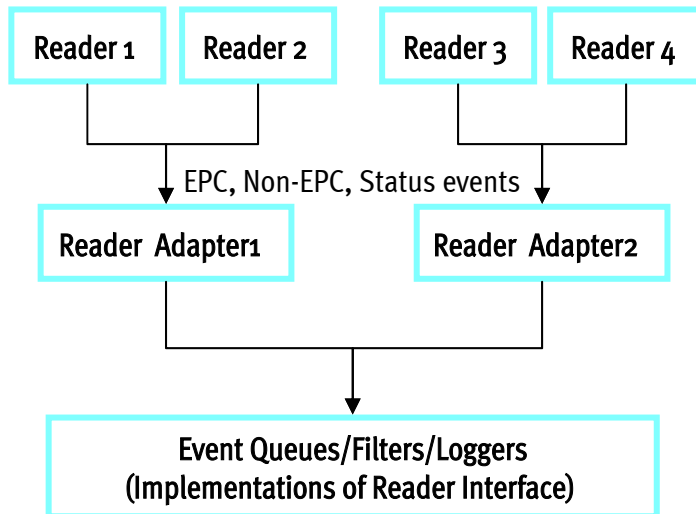 Reader 1
Reader 2
Reader 3
Reader 4
EPC, Non-EPC, Status events
Reader Adapter1
Reader Adapter2
Event Queues/Filters/Loggers
(Implementations of Reader Interface)